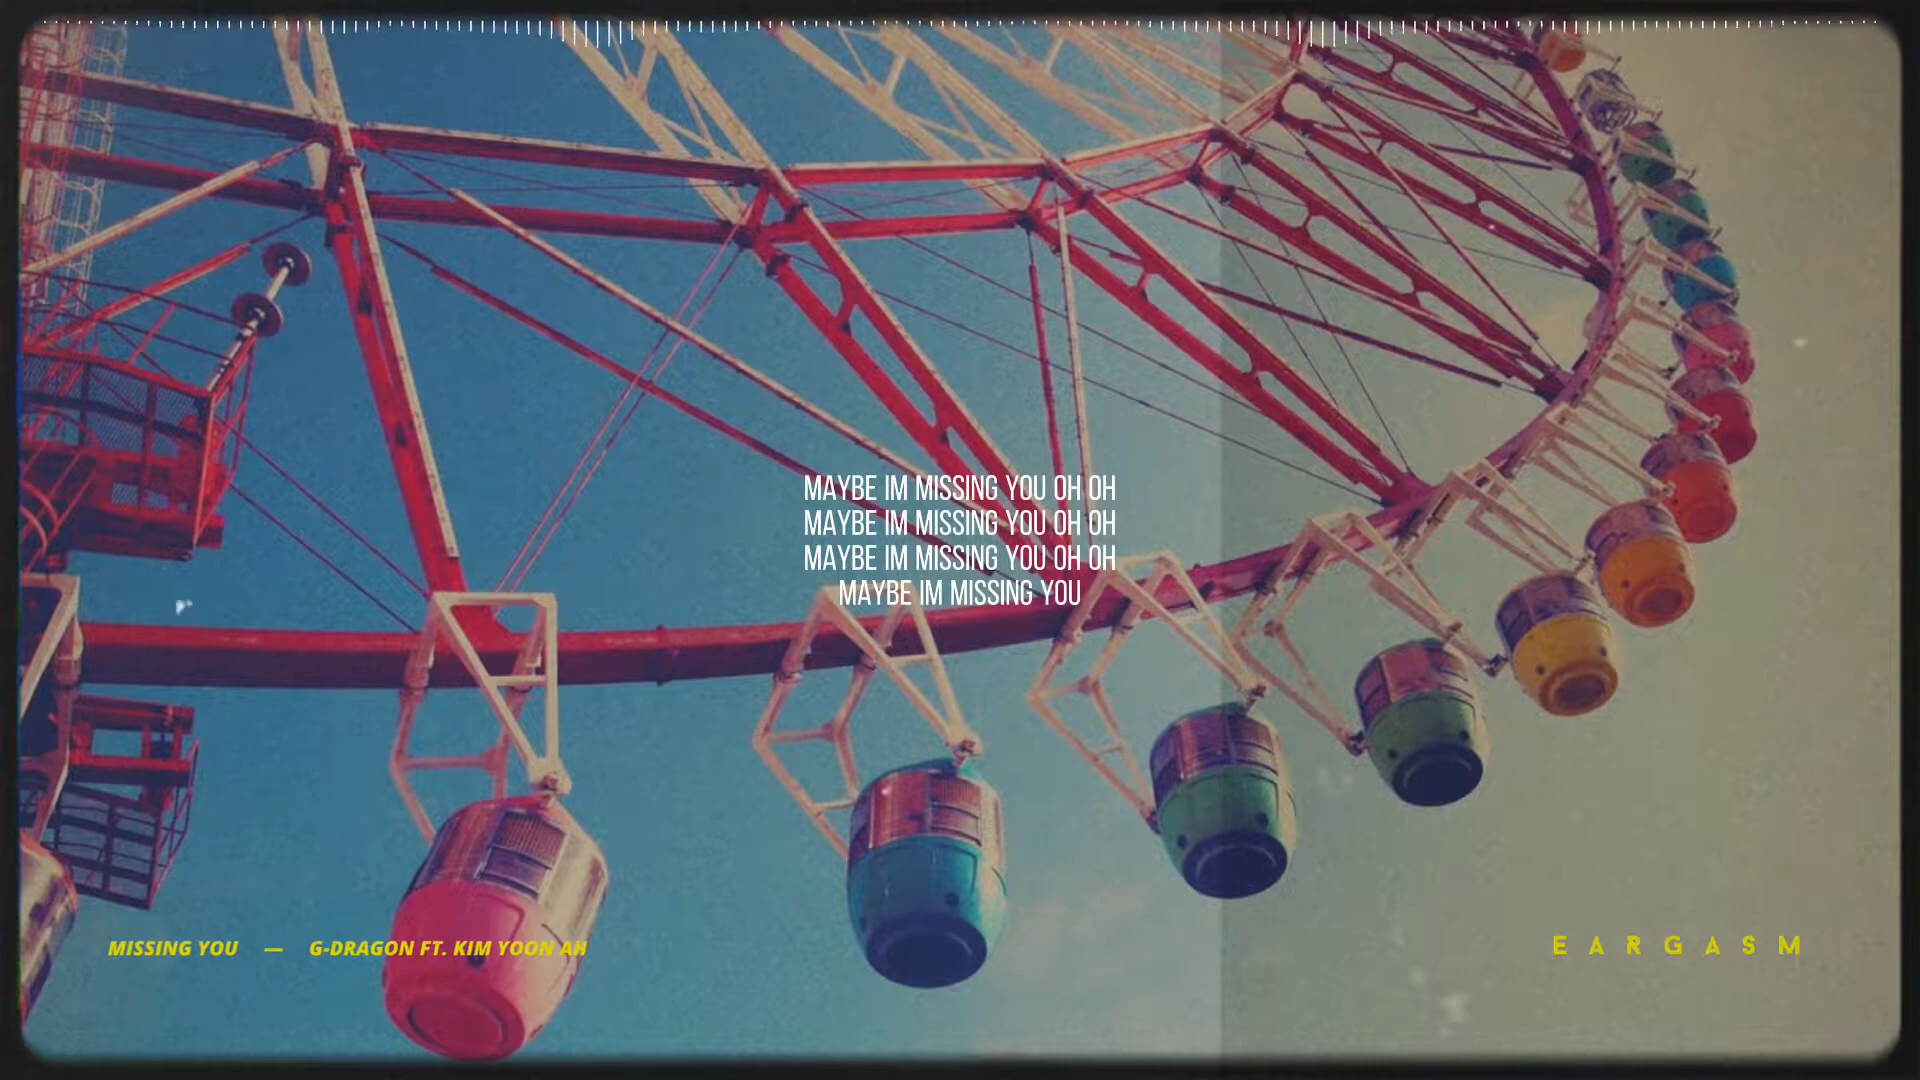 MAYBE IM MISSING YOU OH OH
MAYBE IM MISSING YOU OH OH
MAYBE IM MISSING YOU OH OH
MAYBE IM MISSING YOU
MISSING YOU — G-DRAGON FT. KIM YOON AH
EARGASM